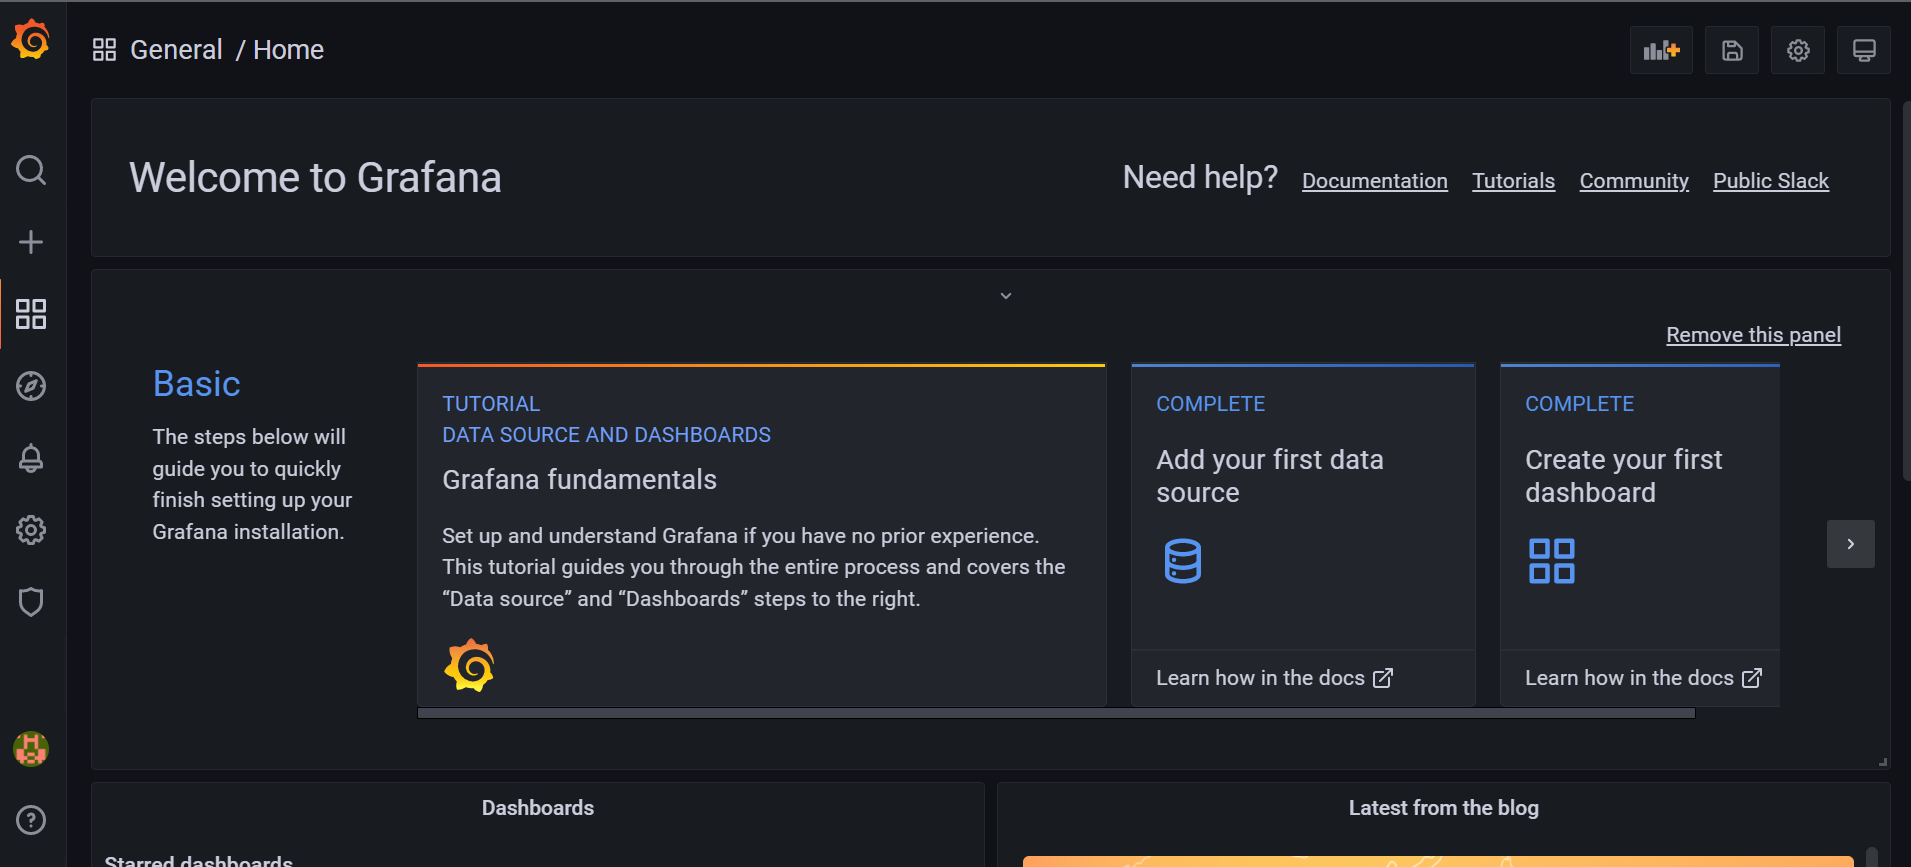 General / Home
Welcome to Grafana
Need help? Documentation Tutorials Community Public Slack
Remove this panel
Basic
The steps below will
guide you to quickly
finish setting up your
Grafana installation.
TUTORIAL
DATA SOURCE AND DASHBOARDS
Grafana fundamentals
Set up and understand Grafana if you have no prior experience.
This tutorial guides you through the entire process and covers the
“Data source” and “Dashboards” steps to the right.
COMPLETE
Add your first data
source
Learn how in the docs
COMPLETE
Create your first
dashboard
Learn how in the docs
Dashboards
Starred dashboards
Latest from the blog